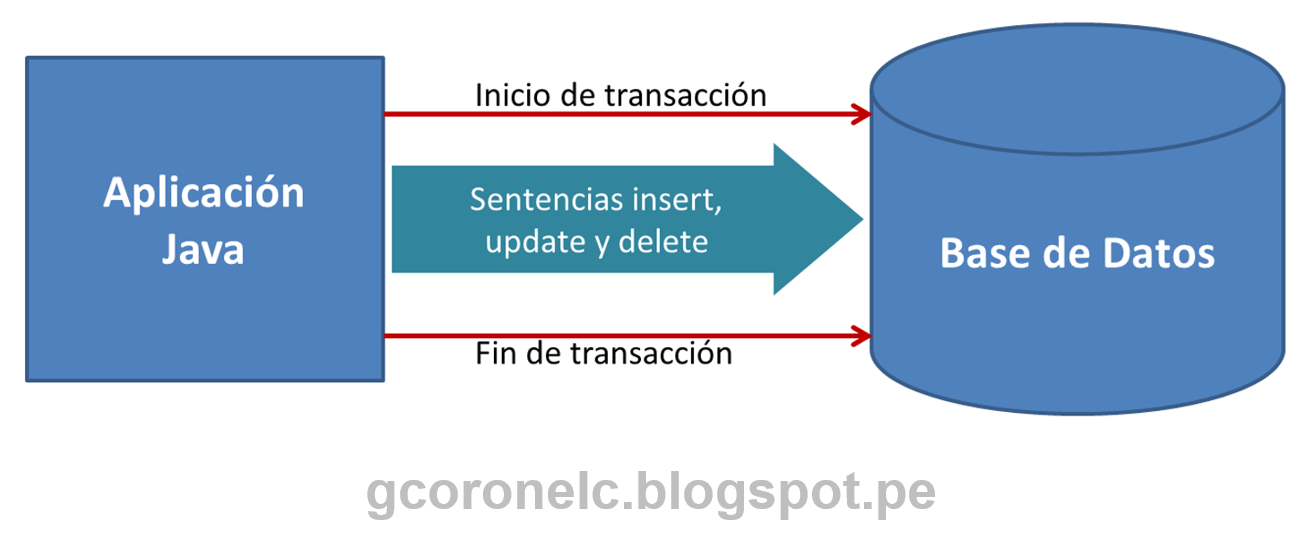 Inicio de transacción
Aplicación
Java
Sentencias insert,
update y delete
Base de Datos
Fin de transacción
gcoronelc.blogspot.pe